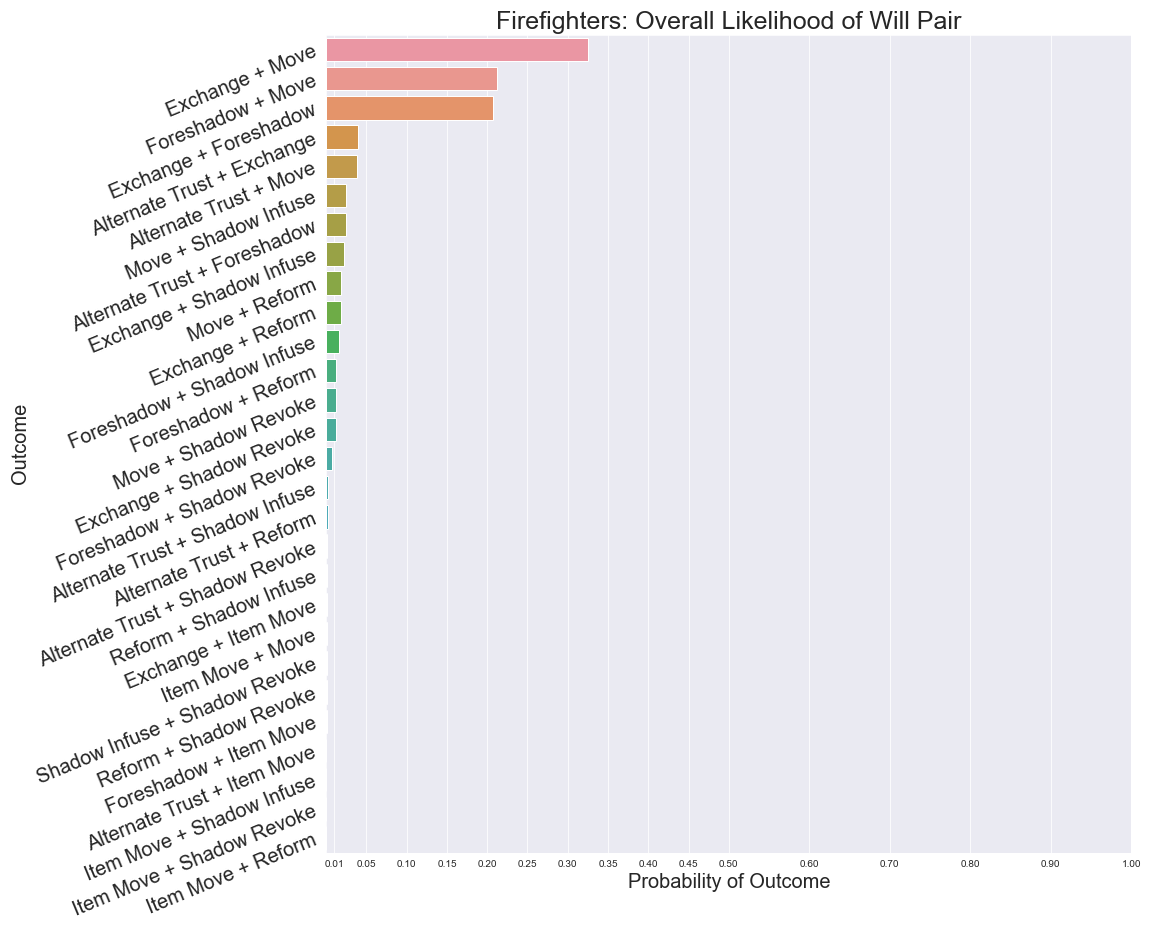 Firefighters: Overall Likelihood of Will Pair
Exchange + Move
Foreshadow + Move
Exchange + Foreshadow
Alternate Trust + Exchange
Alternate Trust + Move
Move + Shadow Infuse
Alternate Trust + Foreshadow
Exchange + Shadow Infuse
Move + Reform
Exchange + Reform
Foreshadow + Shadow Infuse
Foreshadow + Reform
Move + Shadow Revoke
Exchange + Shadow Revoke
Foreshadow + Shadow Revoke
Alternate Trust + Shadow Infuse
Alternate Trust + Reform
Alternate Trust + Shadow Revoke
Reform + Shadow Infuse
Exchange + Item Move
Item Move + Move
Shadow Infuse + Shadow Revoke
Reform + Shadow Revoke
Foreshadow + Item Move
Alternate Trust + Item Move
Item Move + Shadow Infuse
Item Move + Shadow Revoke
Item Move + Reform
Outcome
0.01 0.05 0.10 0.15 0.20 0.25 0.30 0.35 0.40 0.45 0.50 0.60 0.70 0.80 0.90 1.00
Probability of Outcome